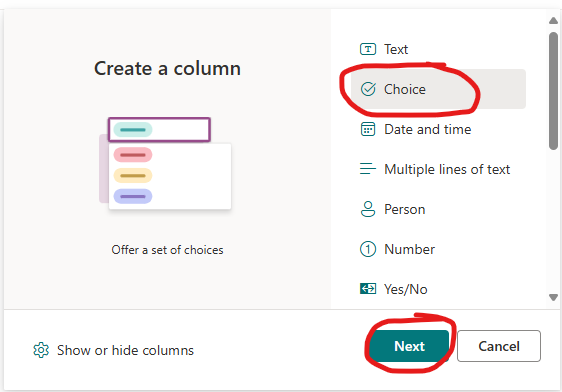 Create a column
Offer a set of choices
Text
Choice
Date and time
Multiple lines of text
Person
Number
Yes/No
Show or hide columns
Next
Cancel